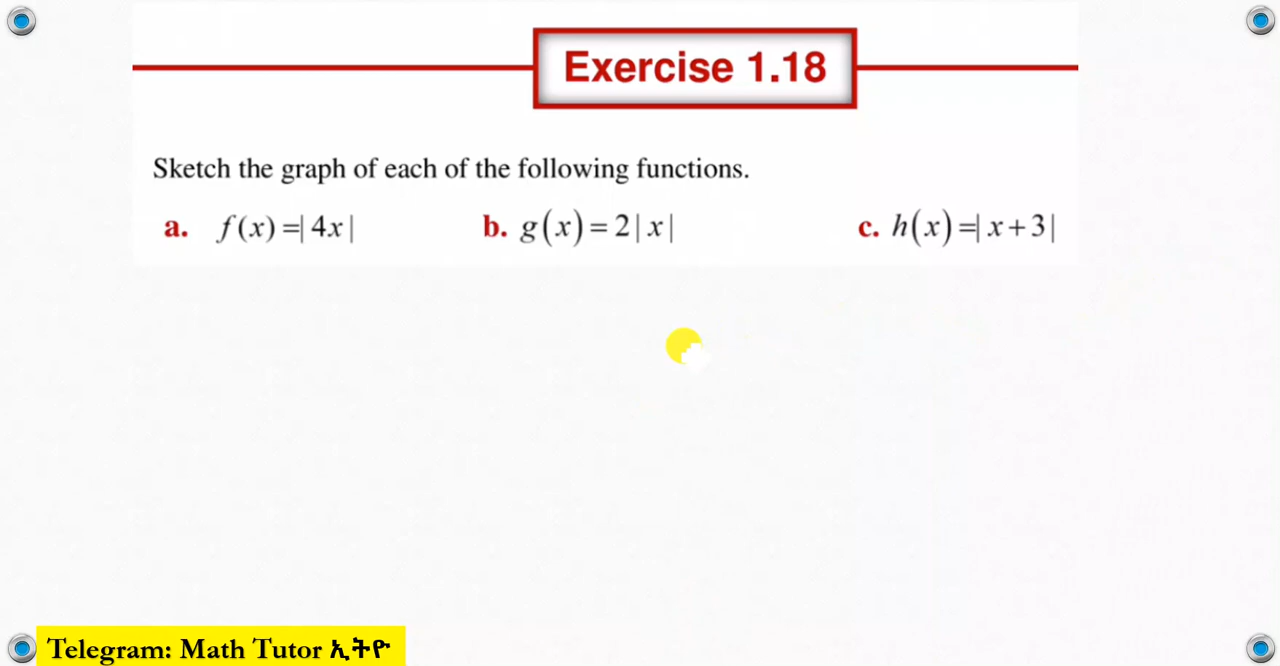 Exercise 1.18
Sketch the graph of each of the following functions.
a. f(x)=|4x| b. g(x)=2|x| c. h(x)=|x+3|
Telegram: Math Tutor ኢትዮ